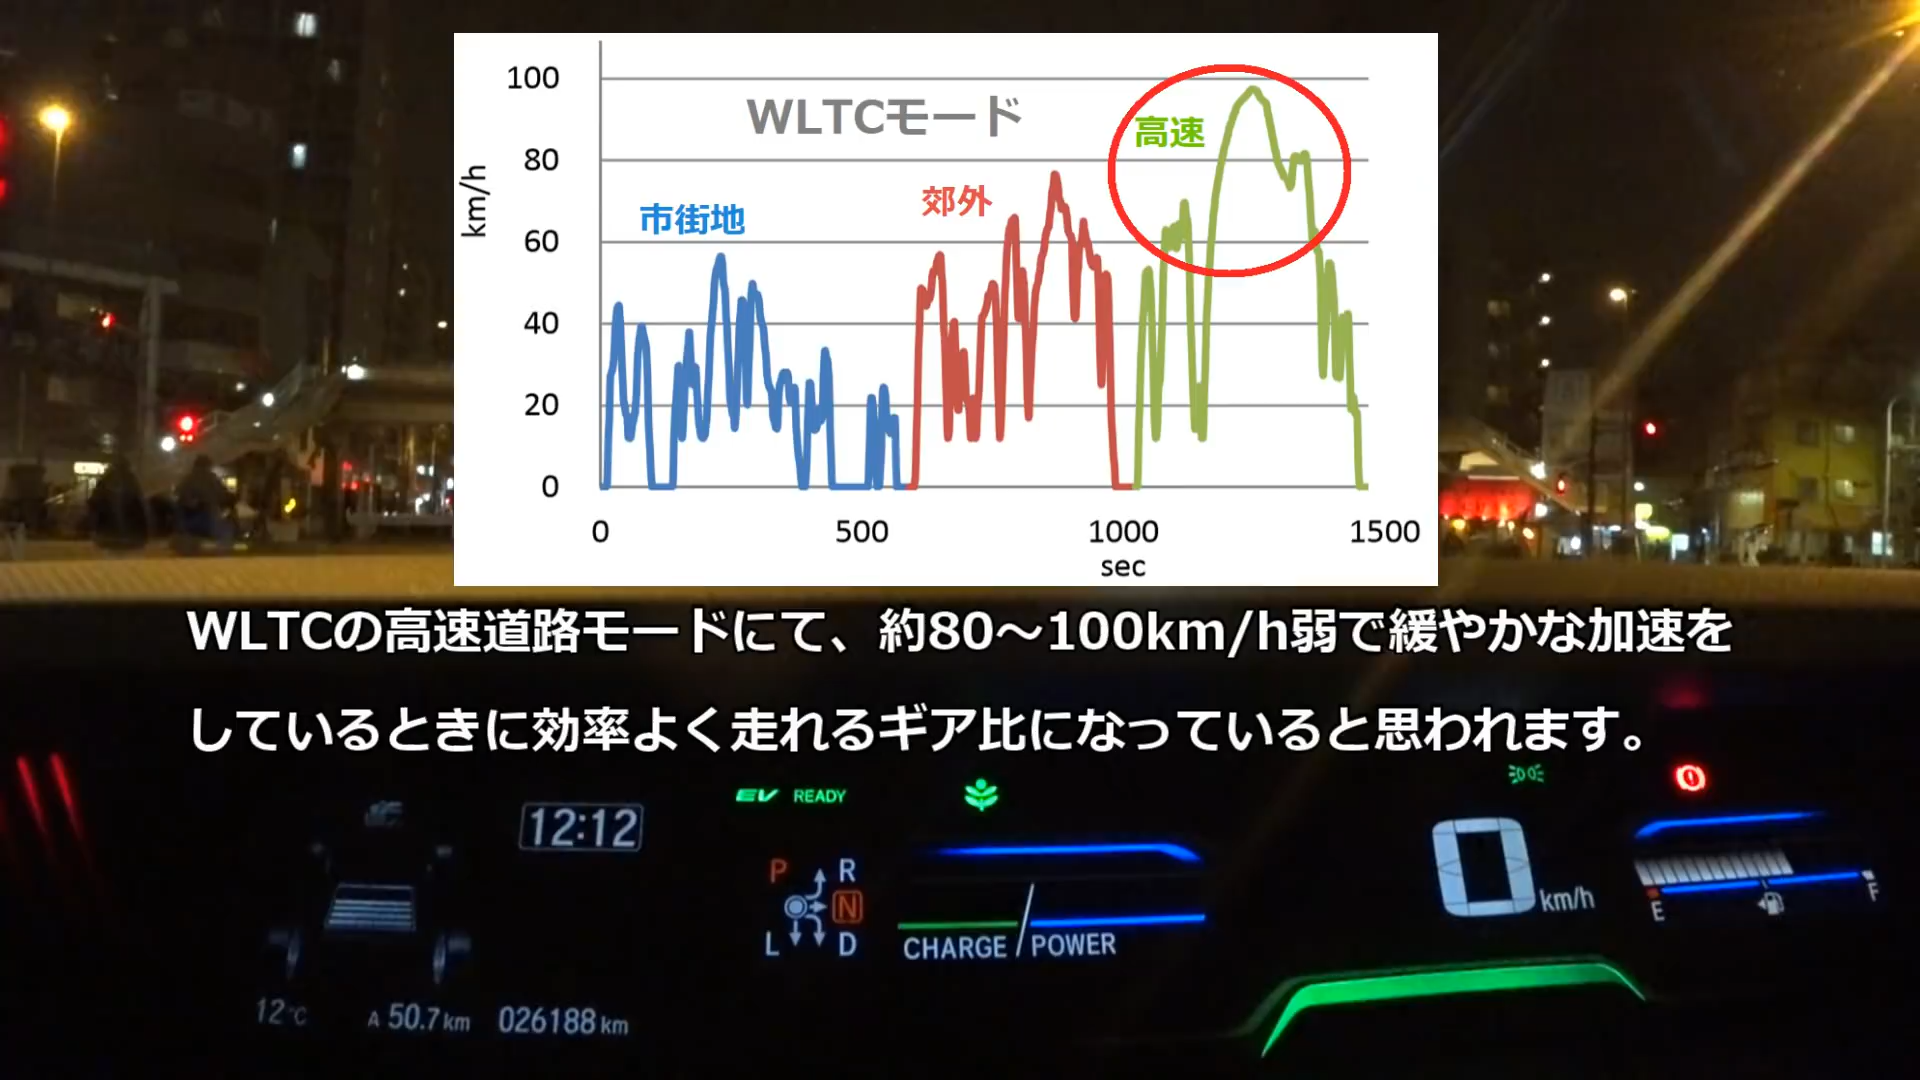 100
WLTCモード
高速
80
km/h
郊外
市街地
60
40
20
0
0 500 1000 1500
sec
WLTCの高速道路モードにて、約80～100km/h弱で緩やかな加速を
しているときに効率よく走れるギア比になっていると思われます。
EV READY
12:12
P R
N
L D
CHARGE / POWER
0 km/h
E F
12℃ A 50.7km 026188km